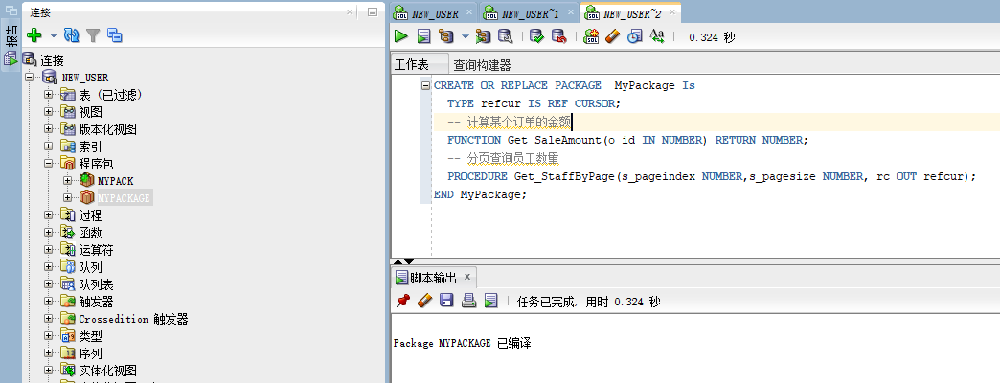 报告
连接
连接
NEW_USER
表 (已过滤)
视图
版本化视图
索引
程序包
MYPACK
MYPACKAGE
过程
函数
运算符
队列
队列表
触发器
Crossedition 触发器
类型
序列
实体化视图
NEW_USER NEW_USER~1 NEW_USER~2
0.324 秒
工作表 查询构建器
CREATE OR REPLACE PACKAGE  MyPackage Is
TYPE refcur IS REF CURSOR;
-- 计算某个订单的金额
FUNCTION Get_SaleAmount(o_id IN NUMBER) RETURN NUMBER;
-- 分页查询员工数量
PROCEDURE Get_StaffByPage(s_pageindex NUMBER,s_pagesize NUMBER, rc OUT refcur);
END MyPackage;
脚本输出 x
任务已完成, 用时 0.324 秒
Package MYPACKAGE 已编译